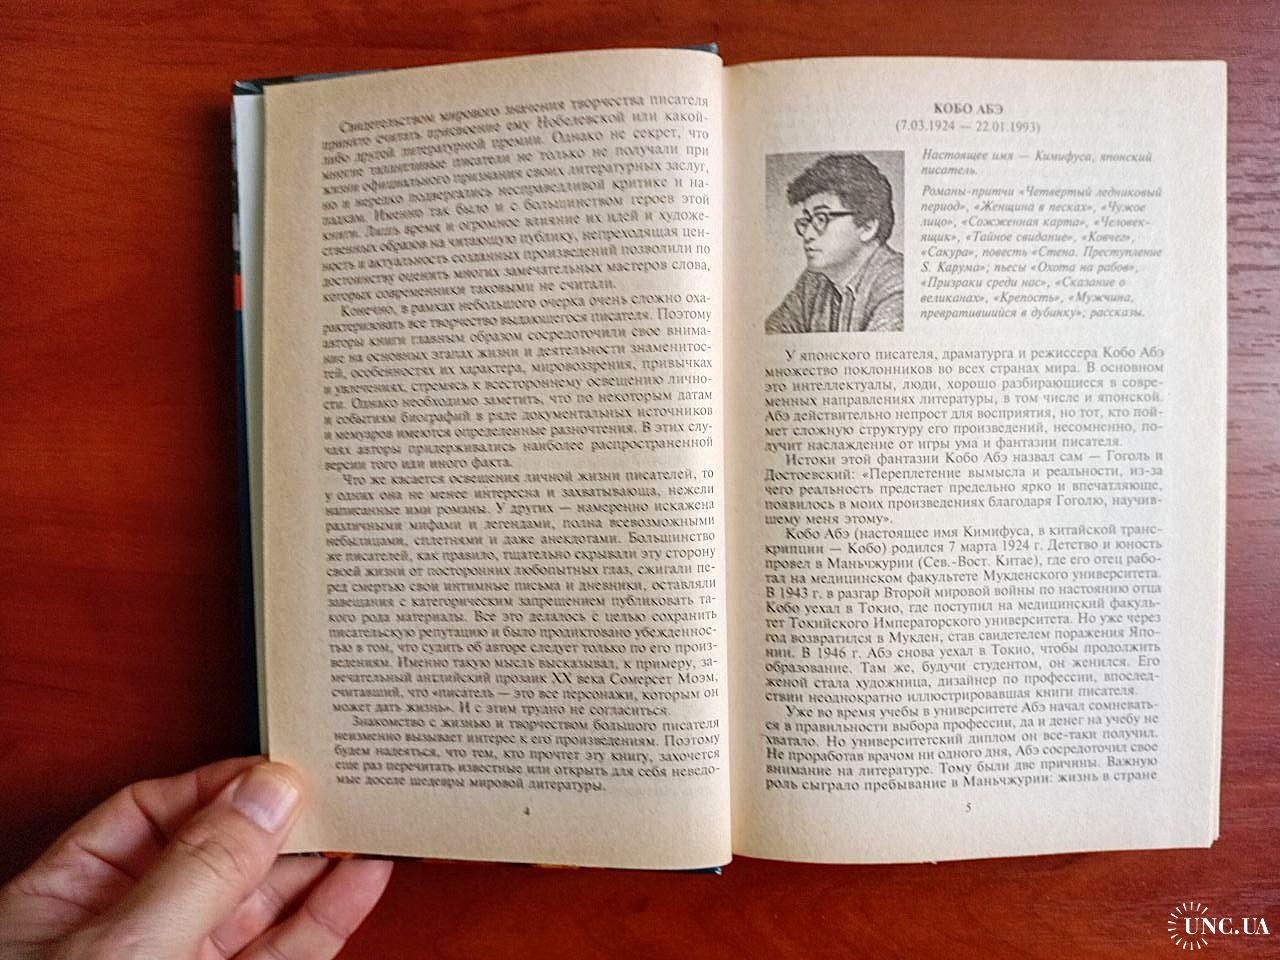 Свидетельством мирового значения творчества писателя
принято считать присвоение ему Нобелевской или какой-
либо другой литературной премии. Однако не секрет, что
многие талантливые писатели не только не получали при
жизни официального признания своих литературных заслуг,
но и нередко подвергались несправедливой критике и на-
падкам. Именно так было и с большинством героев этой
книги. Лишь время и огромное влияние их идей и художе-
ственных образов на читающую публику, непреходящая цен-
ность и актуальность созданных произведений позволили по
достоинству оценить многих замечательных мастеров слова,
которых современники таковыми не считали.
Конечно, в рамках небольшого очерка очень сложно оха-
рактеризовать все творчество выдающегося писателя. Поэтому
авторы книги главным образом сосредоточили свое внима-
ние на основных этапах жизни и деятельности знаменитос-
тей, особенностях их характера, мировоззрения, привычках
и увлечениях, стремясь к всестороннему освещению лично-
сти. Однако необходимо заметить, что по некоторым датам
и событиям биографий в ряде документальных источников
и мемуаров имеются определенные разночтения. В этих слу-
чаях авторы придерживались наиболее распространенной
версии того или иного факта.
Что же касается освещения личной жизни писателей, то
у одних она не менее интересна и захватывающа, нежели
написанные ими романы. У других — намеренно искажена
различными мифами и легендами, полна всевозможными
небылицами, сплетнями и даже анекдотами. Большинство
же писателей, как правило, тщательно скрывали эту сторону
своей жизни от посторонних любопытных глаз, сжигали пе-
ред смертью свои интимные письма и дневники, оставляли
завещания с категорическим запрещением публиковать та-
кого рода материалы. Все это делалось с целью сохранить
писательскую репутацию и было продиктовано убежденнос-
тью в том, что судить об авторе следует только по его произ-
ведениям. Именно такую мысль высказывал, к примеру, за-
мечательный английский прозаик XX века Сомерсет Моэм,
считавший, что «писатель — это все персонажи, которым он
может дать жизнь». И с этим трудно не согласиться.
Знакомство с жизнью и творчеством большого писателя
неизменно вызывает интерес к его произведениям. Поэтому
будем надеяться, что тем, кто прочтет эту книгу, захочется
еще раз перечитать известные или открыть для себя неведо-
мые доселе шедевры мировой литературы.
4
КОБО АБЭ
(7.03.1924 — 22.01.1993)
Настоящее имя — Кимифуса, японский
писатель.
Романы-притчи «Четвертый ледниковый
период», «Женщина в песках», «Чужое
лицо», «Сожженная карта», «Человек-
ящик», «Тайное свидание», «Ковчег»,
«Сакура», повесть «Стена. Преступление
S. Карума»; пьесы «Охота на рабов»,
«Призраки среди нас», «Сказание о
великанах», «Крепость», «Мужчина,
превратившийся в дубинку»; рассказы.
У японского писателя, драматурга и режиссера Кобо Абэ
множество поклонников во всех странах мира. В основном
это интеллектуалы, люди, хорошо разбирающиеся в совре-
менных направлениях литературы, в том числе и японской.
Абэ действительно непрост для восприятия, но тот, кто пой-
мет сложную структуру его произведений, несомненно, по-
лучит наслаждение от игры ума и фантазии писателя.
Истоки этой фантазии Кобо Абэ назвал сам — Гоголь и
Достоевский: «Переплетение вымысла и реальности, из-за
чего реальность предстает предельно ярко и впечатляюще,
появилось в моих произведениях благодаря Гоголю, научив-
шему меня этому».
Кобо Абэ (настоящее имя Кимифуса, в китайской транс-
крипции — Кобо) родился 7 марта 1924 г. Детство и юность
провел в Маньчжурии (Сев.-Вост. Китае), где его отец рабо-
тал на медицинском факультете Мукденского университета.
В 1943 г. в разгар Второй мировой войны по настоянию отца
Кобо уехал в Токио, где поступил на медицинский факуль-
тет Токийского Императорского университета. Но уже через
год возвратился в Мукден, став свидетелем поражения Япо-
нии. В 1946 г. Абэ снова уехал в Токио, чтобы продолжить
образование. Там же, будучи студентом, он женился. Его
женой стала художница, дизайнер по профессии, впослед-
ствии неоднократно иллюстрировавшая книги писателя.
Уже во время учебы в университете Абэ начал сомневать-
ся в правильности выбора профессии, да и денег на учебу не
хватало. Но университетский диплом он все-таки получил.
Не проработав врачом ни одного дня, Абэ сосредоточил свое
внимание на литературе. Тому были две причины. Важную
роль сыграло пребывание в Маньчжурии: жизнь в стране
5
UNC.UA